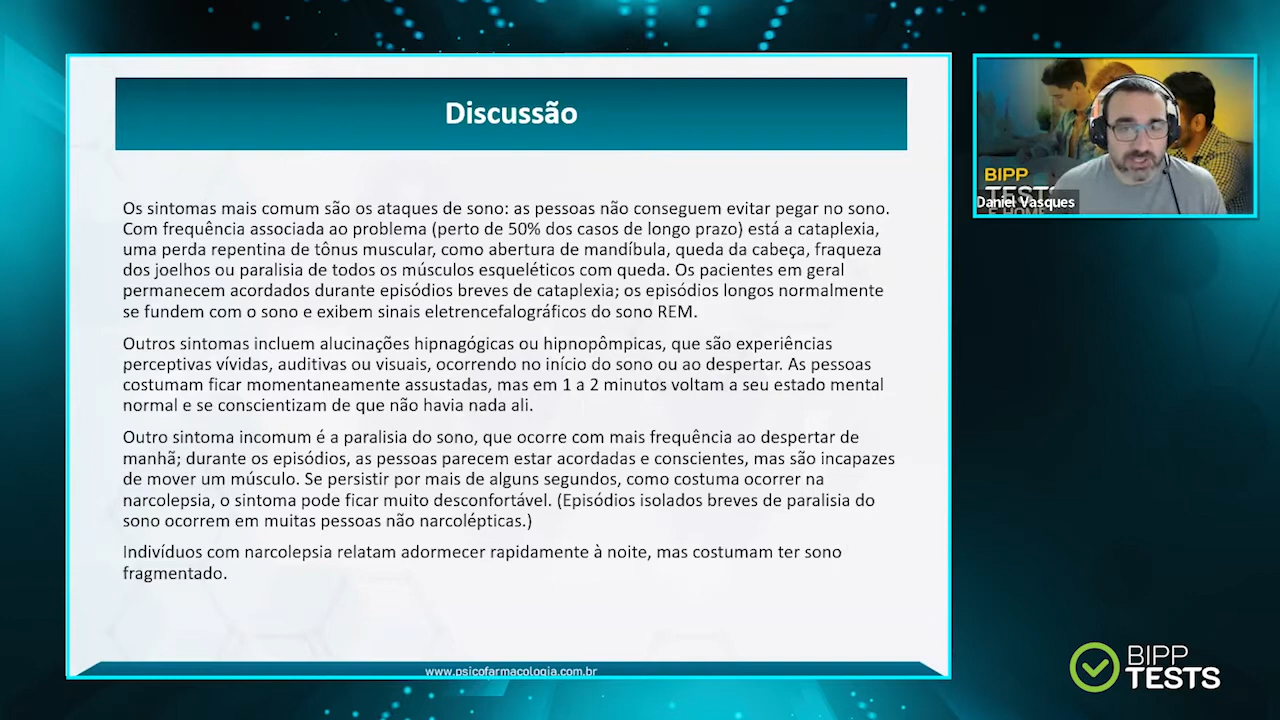 Discussão
Os sintomas mais comum são os ataques de sono: as pessoas não conseguem evitar pegar no sono.
Com frequência associada ao problema (perto de 50% dos casos de longo prazo) está a cataplexia,
uma perda repentina de tônus muscular, como abertura de mandíbula, queda da cabeça, fraqueza
dos joelhos ou paralisia de todos os músculos esqueléticos com queda. Os pacientes em geral
permanecem acordados durante episódios breves de cataplexia; os episódios longos normalmente
se fundem com o sono e exibem sinais eletrencefalográficos do sono REM.
Outros sintomas incluem alucinações hipnagógicas ou hipnopômpicas, que são experiências
perceptivas vívidas, auditivas ou visuais, ocorrendo no início do sono ou ao despertar. As pessoas
costumam ficar momentaneamente assustadas, mas em 1 a 2 minutos voltam a seu estado mental
normal e se conscientizam de que não havia nada ali.
Outro sintoma incomum é a paralisia do sono, que ocorre com mais frequência ao despertar de
manhã; durante os episódios, as pessoas parecem estar acordadas e conscientes, mas são incapazes
de mover um músculo. Se persistir por mais de alguns segundos, como costuma ocorrer na
narcolepsia, o sintoma pode ficar muito desconfortável. (Episódios isolados breves de paralisia do
sono ocorrem em muitas pessoas não narcolépticas.)
Indivíduos com narcolepsia relatam adormecer rapidamente à noite, mas costumam ter sono
fragmentado.
www.psicofarmacologia.com.br
BIPP
TESTS
Daniel Vasques
BIPP
TESTS